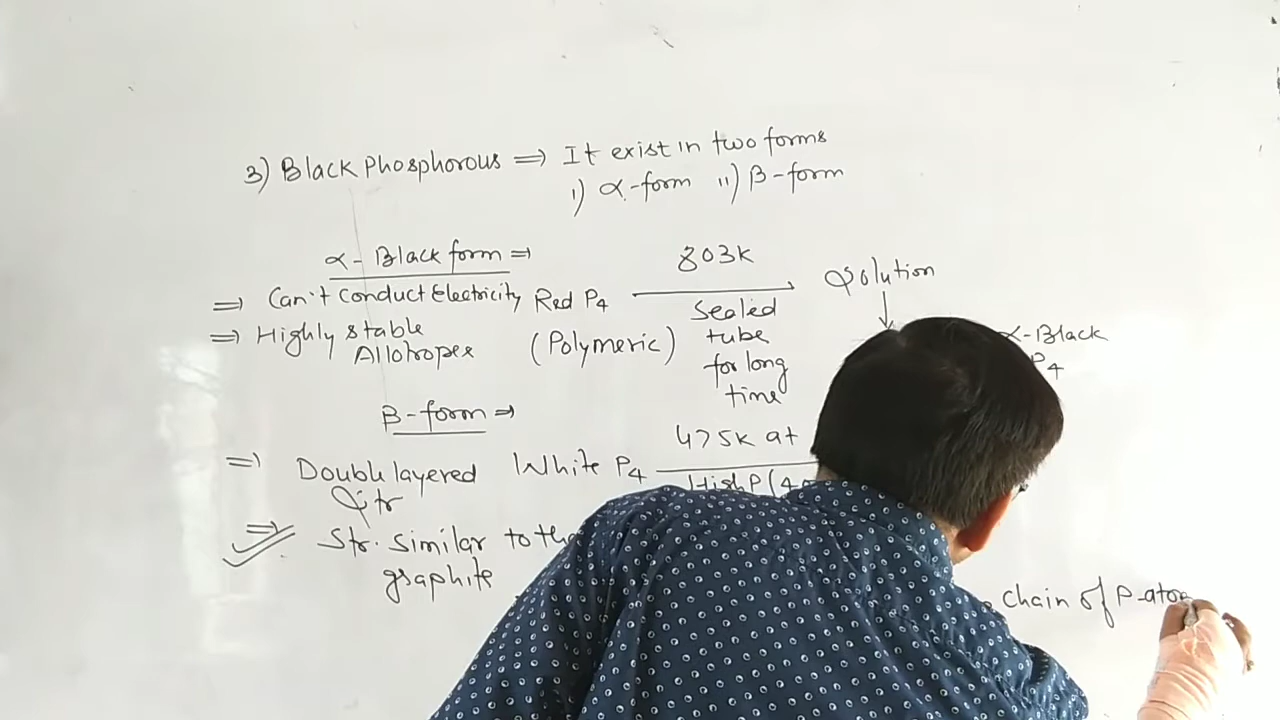 3) Black Phosphorous ⇒ It exist in two forms
i) α-form ii) β-form
α-Black form ⇒
⇒ Can't conduct Electricity
⇒ Highly stable
Allotropes
Red P4
(Polymeric)
803K
Sealed
tube
for long
time
Solution
α-Black
P4
β-form ⇒
⇒ Double layered
Str
⇒ Str. similar to the
graphite
White P4
475K at
High P (4
chain of P-atom